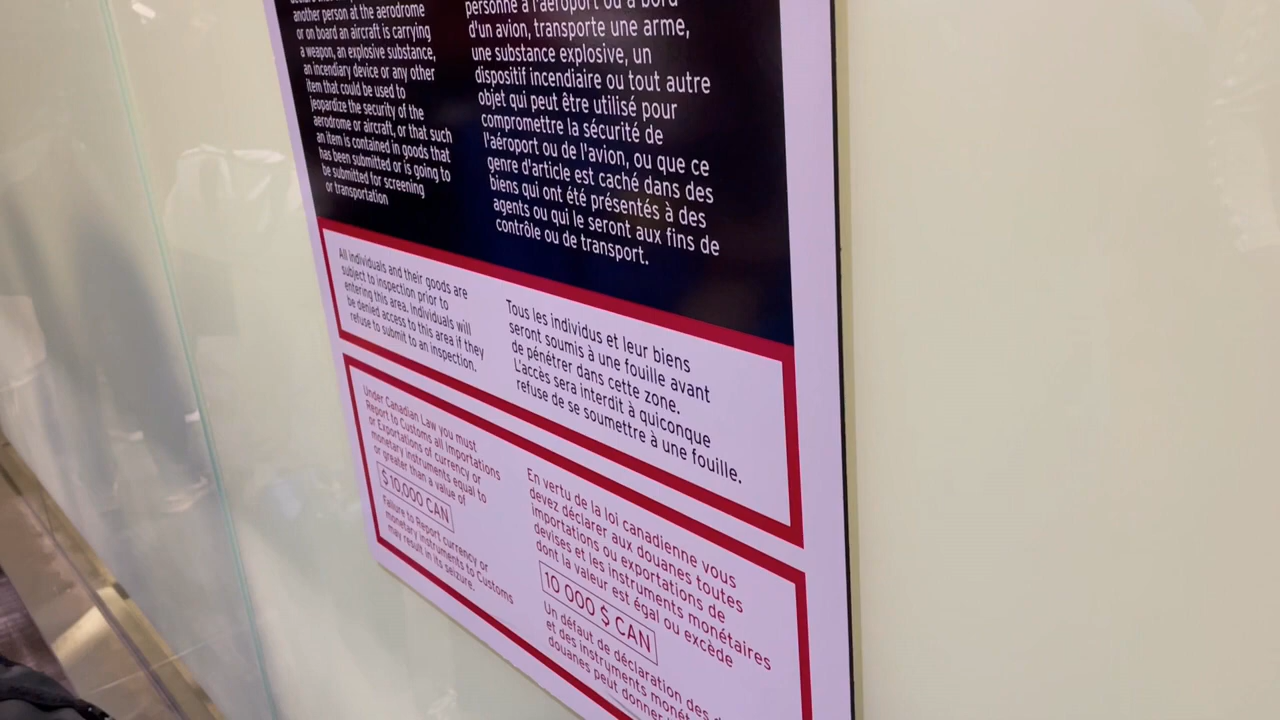 another person at the aerodrome
or on board an aircraft is carrying
a weapon, an explosive substance,
an incendiary device or any other
item that could be used to
jeopardize the security of the
aerodrome or aircraft, or that such
an item is contained in goods that
has been submitted or is going to
be submitted for screening
or transportation
personne à l'aéroport ou à bord
d'un avion, transporte une arme,
une substance explosive, un
dispositif incendiaire ou tout autre
objet qui peut être utilisé pour
compromettre la sécurité de
l'aéroport ou de l'avion, ou que ce
genre d'article est caché dans des
biens qui ont été présentés à des
agents ou qui le seront aux fins de
contrôle ou de transport.
All individuals and their goods are
subject to inspection prior to
entering this area. Individuals will
be denied access to this area if they
refuse to submit to an inspection.
Tous les individus et leur biens
seront soumis à une fouille avant
de pénétrer dans cette zone.
L'accès sera interdit à quiconque
refuse de se soumettre à une fouille.
Under Canadian Law you must
Report to Customs all importations
or Exportations of currency or
monetary instruments equal to
or greater than a value of
$10,000 CAN
Failure to Report currency or
monetary instruments to Customs
may result in its seizure.
En vertu de la loi canadienne vous
devez déclarer aux douanes toutes
importations ou exportations de
devises et les instruments monétaires
dont la valeur est égal ou excède
10 000 $ CAN
Un défaut de déclaration des
et des instruments
douanes peut donner